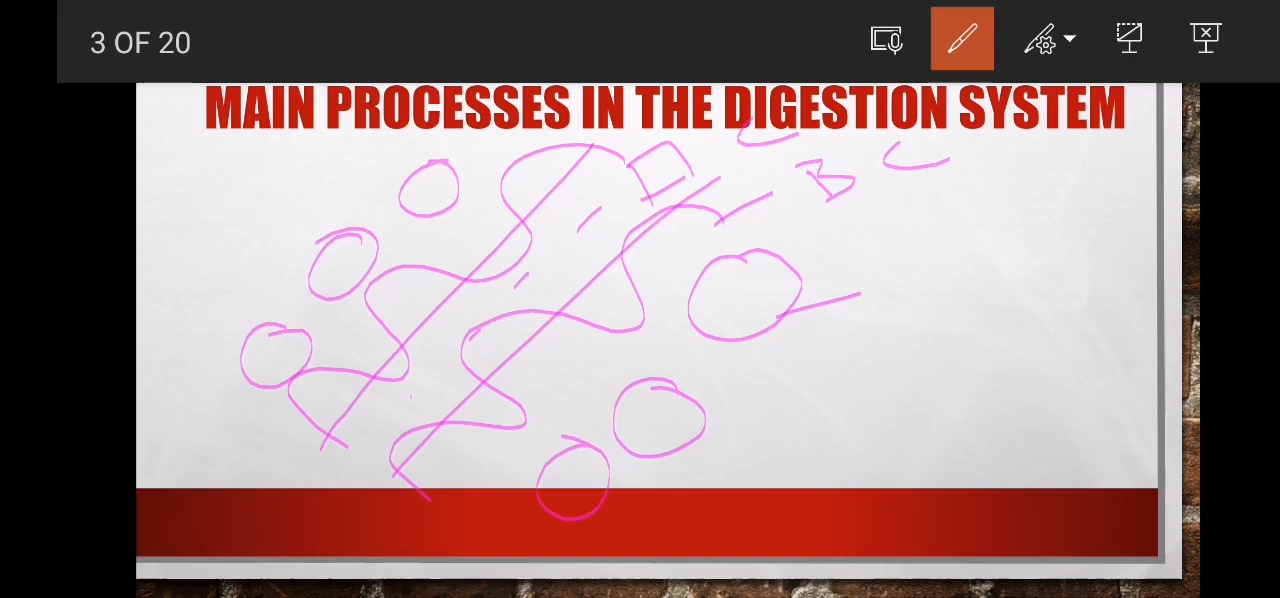 3 OF 20
MAIN PROCESSES IN THE DIGESTION SYSTEM
B